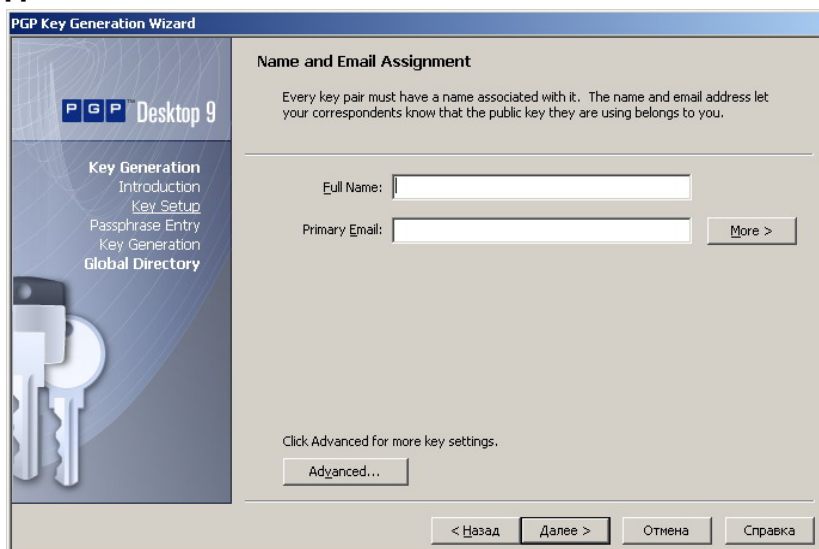 PGP Key Generation Wizard
PGP™ Desktop 9
Key Generation
Introduction
Key Setup
Passphrase Entry
Key Generation
Global Directory
Name and Email Assignment
Every key pair must have a name associated with it. The name and email address let
your correspondents know that the public key they are using belongs to you.
Full Name:
Primary Email:
More >
Click Advanced for more key settings.
Advanced...
< Назад
Далее >
Отмена
Справка